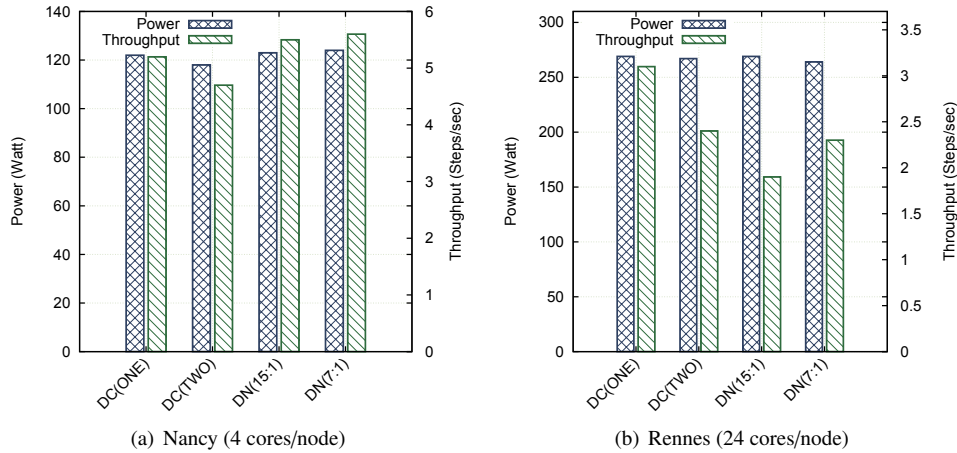 140
120
100
80
60
40
20
0
Power (Watt)
Power
Throughput
6
5
4
3
2
1
0
Throughput (Steps/sec)
DC(ONE)
DC(TWO)
DN(15:1)
DN(7:1)
(a) Nancy (4 cores/node)
300
250
200
150
100
50
0
Power (Watt)
Power
Throughput
3.5
3
2.5
2
1.5
1
0.5
0
Throughput (Steps/sec)
DC(ONE)
DC(TWO)
DN(15:1)
DN(7:1)
(b) Rennes (24 cores/node)